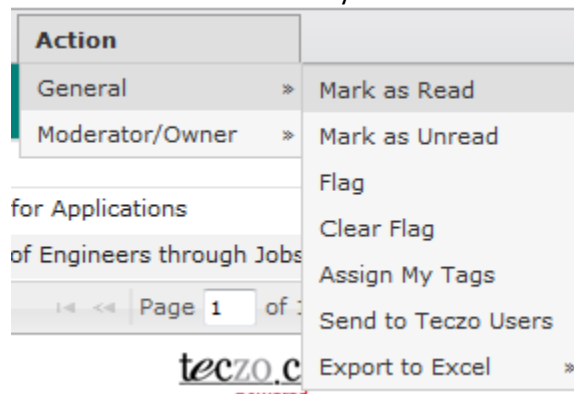 Action
General »
Moderator/Owner »
Mark as Read
Mark as Unread
Flag
Clear Flag
Assign My Tags
Send to Teczo Users
Export to Excel »
for Applications
of Engineers through Jobs
Page 1 of
teczo.c